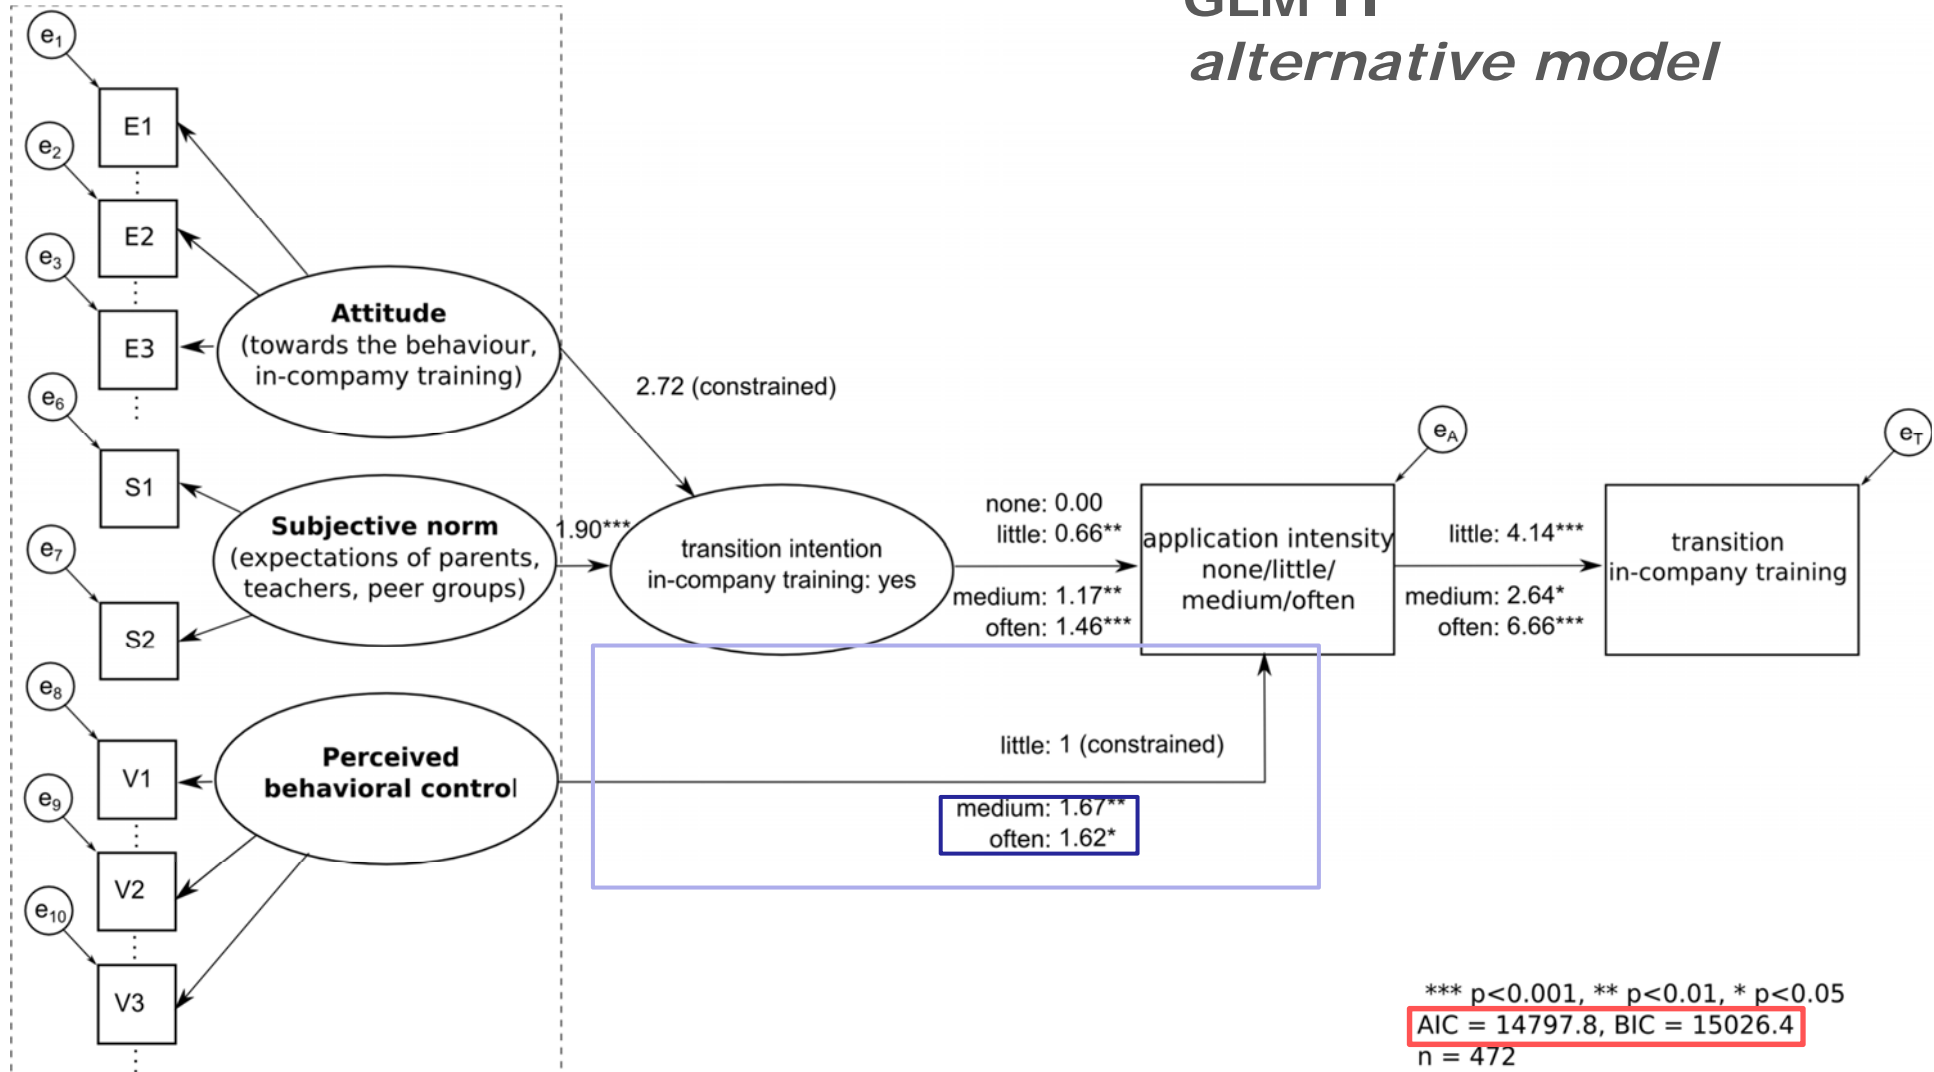 alternative model
e1
E1
e2
E2
e3
E3
Attitude
(towards the behaviour,
in-compamy training)
2.72 (constrained)
e6
S1
Subjective norm
(expectations of parents,
teachers, peer groups)
e7
S2
1.90***
transition intention
in-company training: yes
none: 0.00
little: 0.66**
medium: 1.17**
often: 1.46***
eA
application intensity
none/little/
medium/often
little: 4.14***
medium: 2.64*
often: 6.66***
eT
transition
in-company training
e8
V1
Perceived
behavioral control
little: 1 (constrained)
medium: 1.67**
often: 1.62*
e9
V2
e10
V3
*** p<0.001, ** p<0.01, * p<0.05
AIC = 14797.8, BIC = 15026.4
n = 472